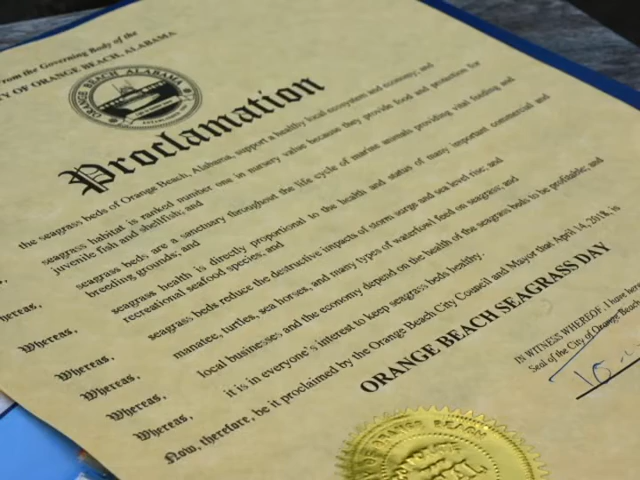 From the Governing Body of the
CITY OF ORANGE BEACH, ALABAMA
ORANGE BEACH, ALABAMA
Proclamation
the seagrass beds of Orange Beach, Alabama, support a healthy local ecosystem and economy; and
seagrass habitat is ranked number one in nursery value because they provide food and protection for
juvenile fish and shellfish; and
seagrass beds are a sanctuary throughout the life cycle of marine animals providing vital feeding and
breeding grounds; and
Whereas, seagrass health is directly proportional to the health and status of many important commercial and
recreational seafood species; and
Whereas, seagrass beds reduce the destructive impacts of storm surge and sea level rise; and
Whereas, manatee, turtles, sea horses, and many types of waterfowl feed on seagrass; and
Whereas, local businesses and the economy depend on the health of the seagrass beds to be profitable; and
Whereas, it is in everyone's interest to keep seagrass beds healthy.
Now, therefore, be it proclaimed by the Orange Beach City Council and Mayor that April 14, 2018, is
ORANGE BEACH SEAGRASS DAY
IN WITNESS WHEREOF, I have here
Seal of the City of Orange Beac
ORANGE BEACH